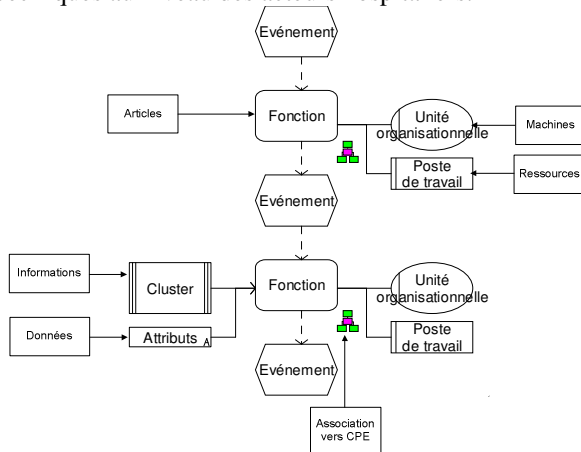 Evénement
Articles
Fonction
Unité
organisationnelle
Machines
Poste
de travail
Ressources
Evénement
Informations
Cluster
Fonction
Unité
organisationnelle
Données
Attributs A
Poste
de travail
Evénement
Association
vers CPE